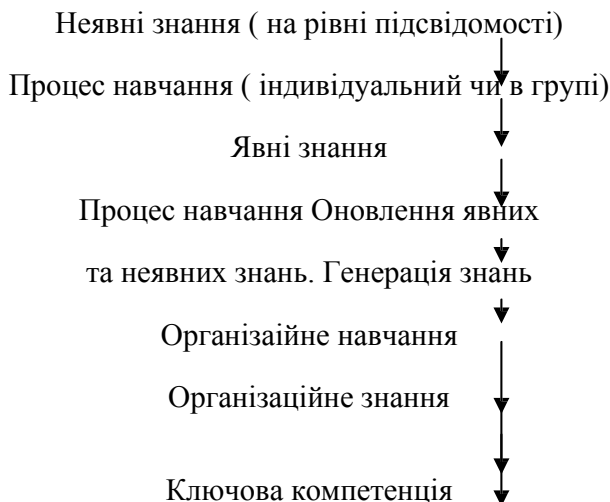 Неявні знання ( на рівні підсвідомості)
Процес навчання ( індивідуальний чи в групі)
Явні знання
Процес навчання Оновлення явних
та неявних знань. Генерація знань
Організаійне навчання
Організаційне знання
Ключова компетенція